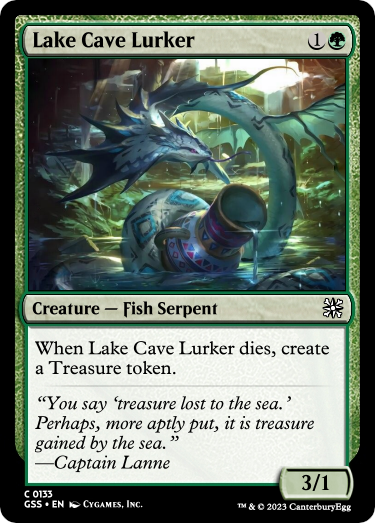 Lake Cave Lurker 1
Creature — Fish Serpent
When Lake Cave Lurker dies, create
a Treasure token.
“You say ‘treasure lost to the sea.’
Perhaps, more aptly put, it is treasure
gained by the sea.”
—Captain Lanne
3/1
C 0133
GSS • EN CYGAMES, INC.
™ & © 2023 CanterburyEgg